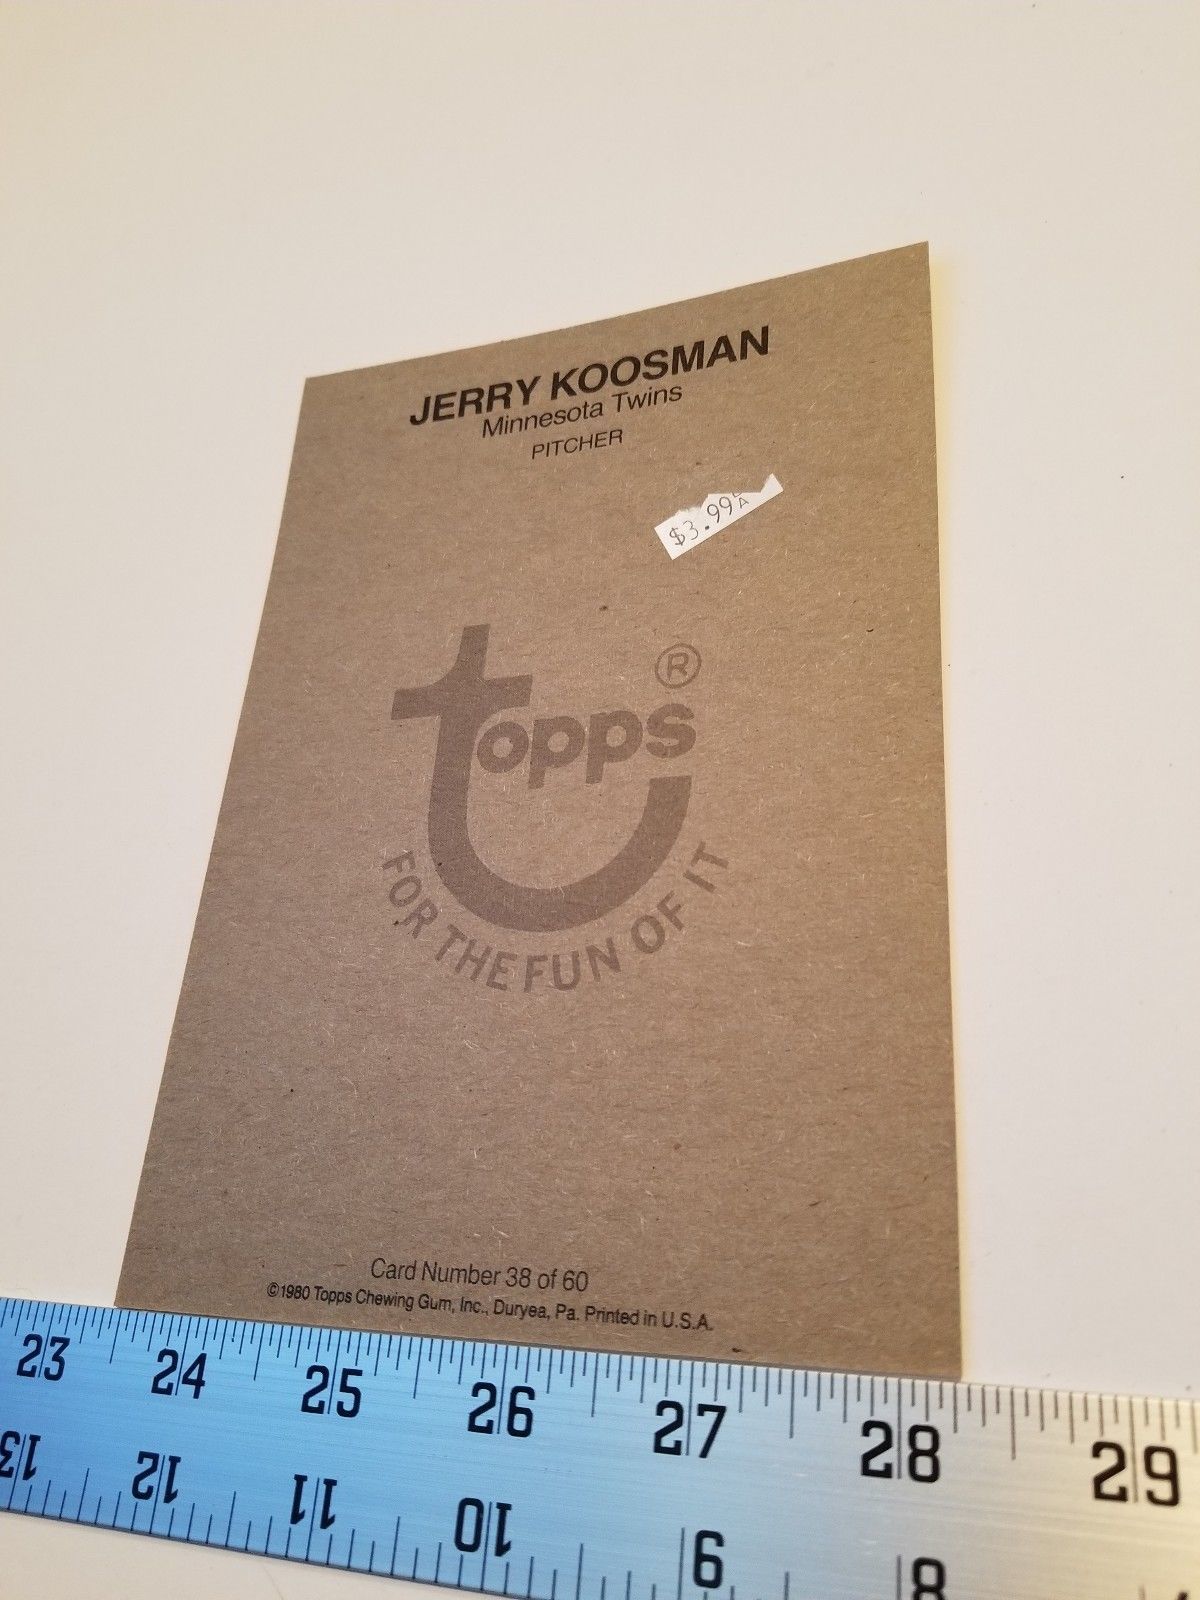 JERRY KOOSMAN
Minnesota Twins
PITCHER
$3.99
A
topps®
FOR THE FUN OF IT
Card Number 38 of 60
©1980 Topps Chewing Gum, Inc., Duryea, Pa. Printed in U.S.A.
23 24 25 26 27 28 29
13 12 11 10 9 8